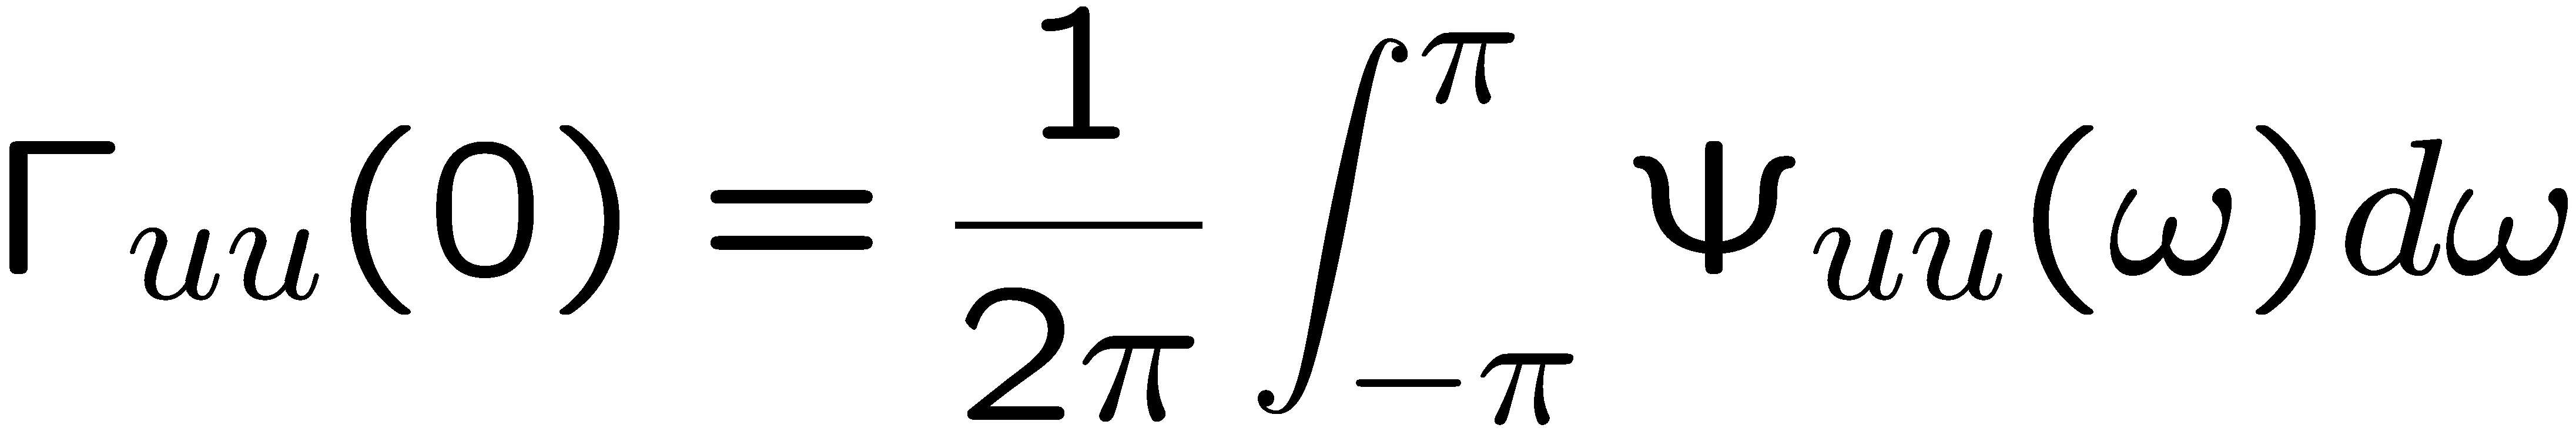 Γ_{uu}(0) = \frac{1}{2π} \int_{-π}^{π} Ψ_{uu}(ω)dω